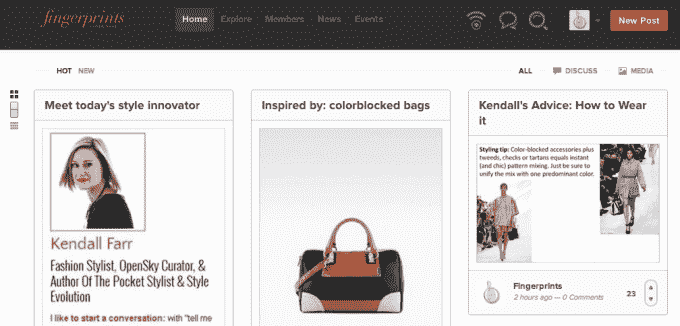 fingerprints
Home Explore Members News Events
New Post
HOT NEW
ALL DISCUSS MEDIA
Meet today's style innovator
Kendall Farr
Fashion Stylist, OpenSky Curator, &
Author Of The Pocket Stylist & Style
Evolution
I like to start a conversation: with "tell me
Inspired by: colorblocked bags
Kendall's Advice: How to Wear
it
Styling tip: Color-blocked accessories plus
tweeds, checks or tartans equals instant
(and chic) pattern mixing. Just be sure to
unify the mix with one predominant color.
Fingerprints
2 hours ago — 0 Comments
23